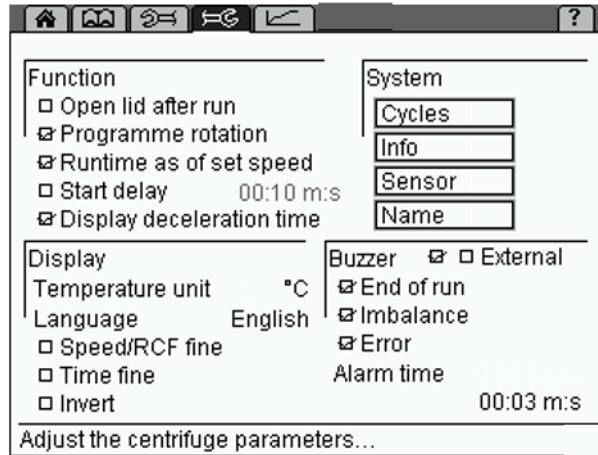 ?
Function
Open lid after run
Programme rotation
Runtime as of set speed
Start delay 00:10 m:s
Display deceleration time
System
Cycles
Info
Sensor
Name
Display
Temperature unit °C
Language English
Speed/RCF fine
Time fine
Invert
Buzzer External
End of run
Imbalance
Error
Alarm time
00:03 m:s
Adjust the centrifuge parameters...